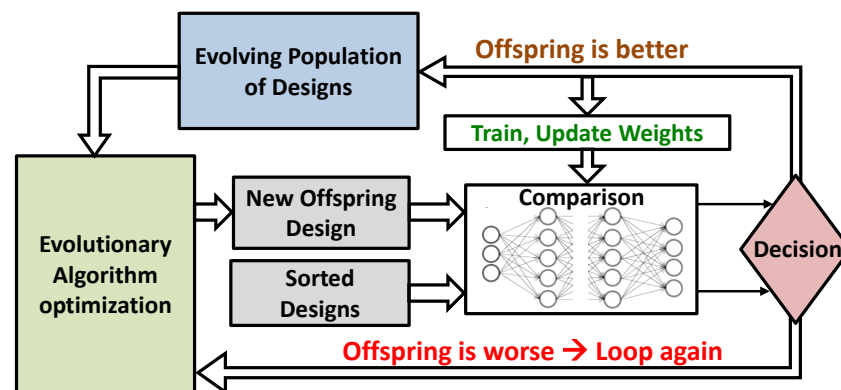 Evolving Population
of Designs
Offspring is better
Train, Update Weights
New Offspring
Design
Comparison
Evolutionary
Algorithm
optimization
Decision
Sorted
Designs
Offspring is worse → Loop again